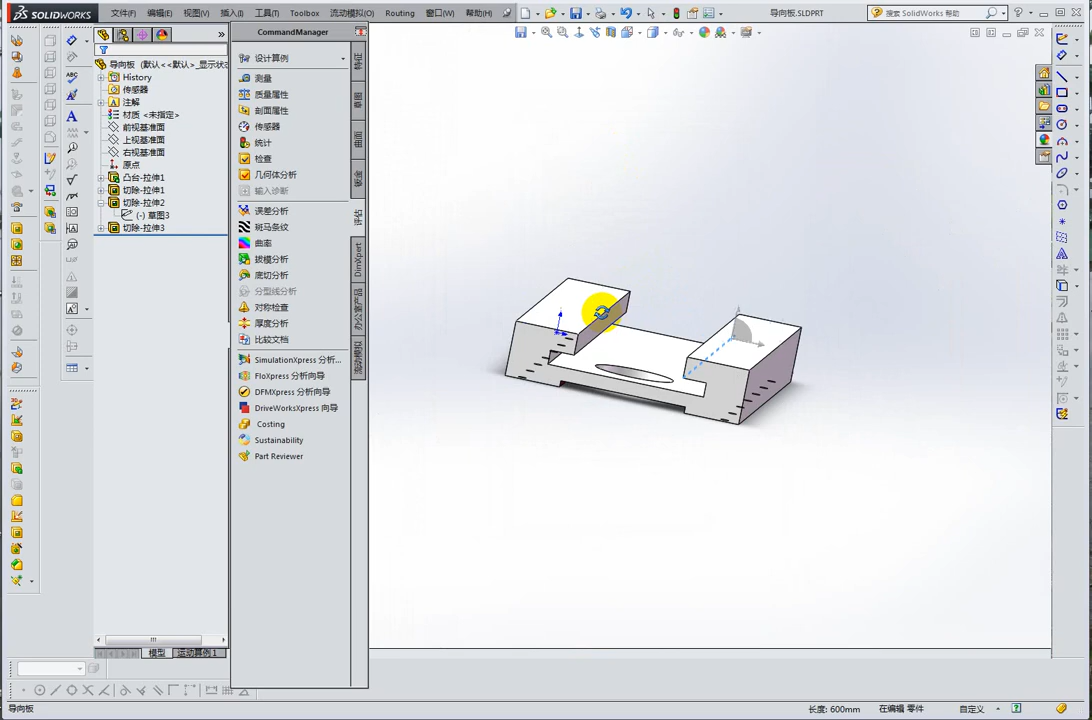 SOLIDWORKS 文件(F) 编辑(E) 视图(V) 插入(I) 工具(T) Toolbox 流动模拟(O) Routing 窗口(W) 帮助(H) 导向板.SLDPRT 搜索 SolidWorks 帮助
CommandManager
导向板 (默认<<默认>_显示状
History
传感器
注解
材质 <未指定>
前视基准面
上视基准面
右视基准面
原点
凸台-拉伸1
切除-拉伸1
切除-拉伸2
(-) 草图3
切除-拉伸3
设计算例
测量
质量属性
剖面属性
传感器
统计
检查
几何体分析
输入诊断
误差分析
斑马条纹
曲率
拔模分析
底切分析
分型线分析
对称检查
厚度分析
比较文档
SimulationXpress 分析...
FloXpress 分析向导
DFMXpress 分析向导
DriveWorksXpress 向导
Costing
Sustainability
Part Reviewer
特征
草图
曲面
钣金
评估
DimXpert
办公室产品
流动模拟
模型 运动算例 1
导向板 长度: 600mm 在编辑 零件 自定义